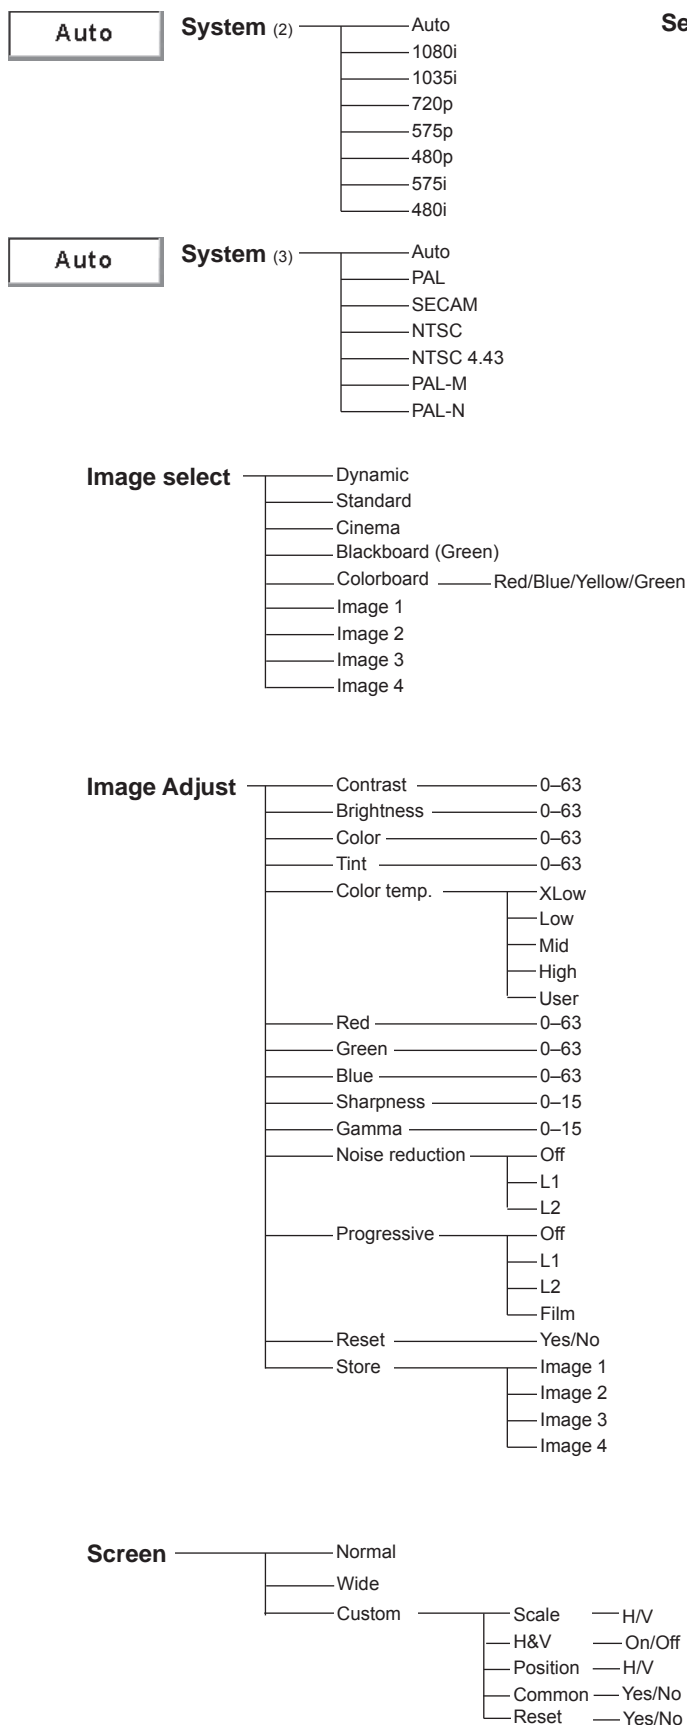 Auto System (2) Auto
1080i
1035i
720p
575p
480p
575i
480i
Auto System (3) Auto
PAL
SECAM
NTSC
NTSC 4.43
PAL-M
PAL-N
Image select Dynamic
Standard
Cinema
Blackboard (Green)
Colorboard Red/Blue/Yellow/Green
Image 1
Image 2
Image 3
Image 4
Image Adjust Contrast 0–63
Brightness 0–63
Color 0–63
Tint 0–63
Color temp. XLow
Low
Mid
High
User
Red 0–63
Green 0–63
Blue 0–63
Sharpness 0–15
Gamma 0–15
Noise reduction Off
L1
L2
Progressive Off
L1
L2
Film
Reset Yes/No
Store Image 1
Image 2
Image 3
Image 4
Screen Normal
Wide
Custom Scale H/V
H&V On/Off
Position H/V
Common Yes/No
Reset Yes/No